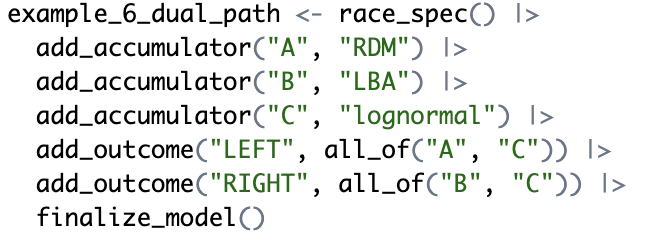 example_6_dual_path <- race_spec() |>
  add_accumulator("A", "RDM") |>
  add_accumulator("B", "LBA") |>
  add_accumulator("C", "lognormal") |>
  add_outcome("LEFT", all_of("A", "C")) |>
  add_outcome("RIGHT", all_of("B", "C")) |>
  finalize_model()